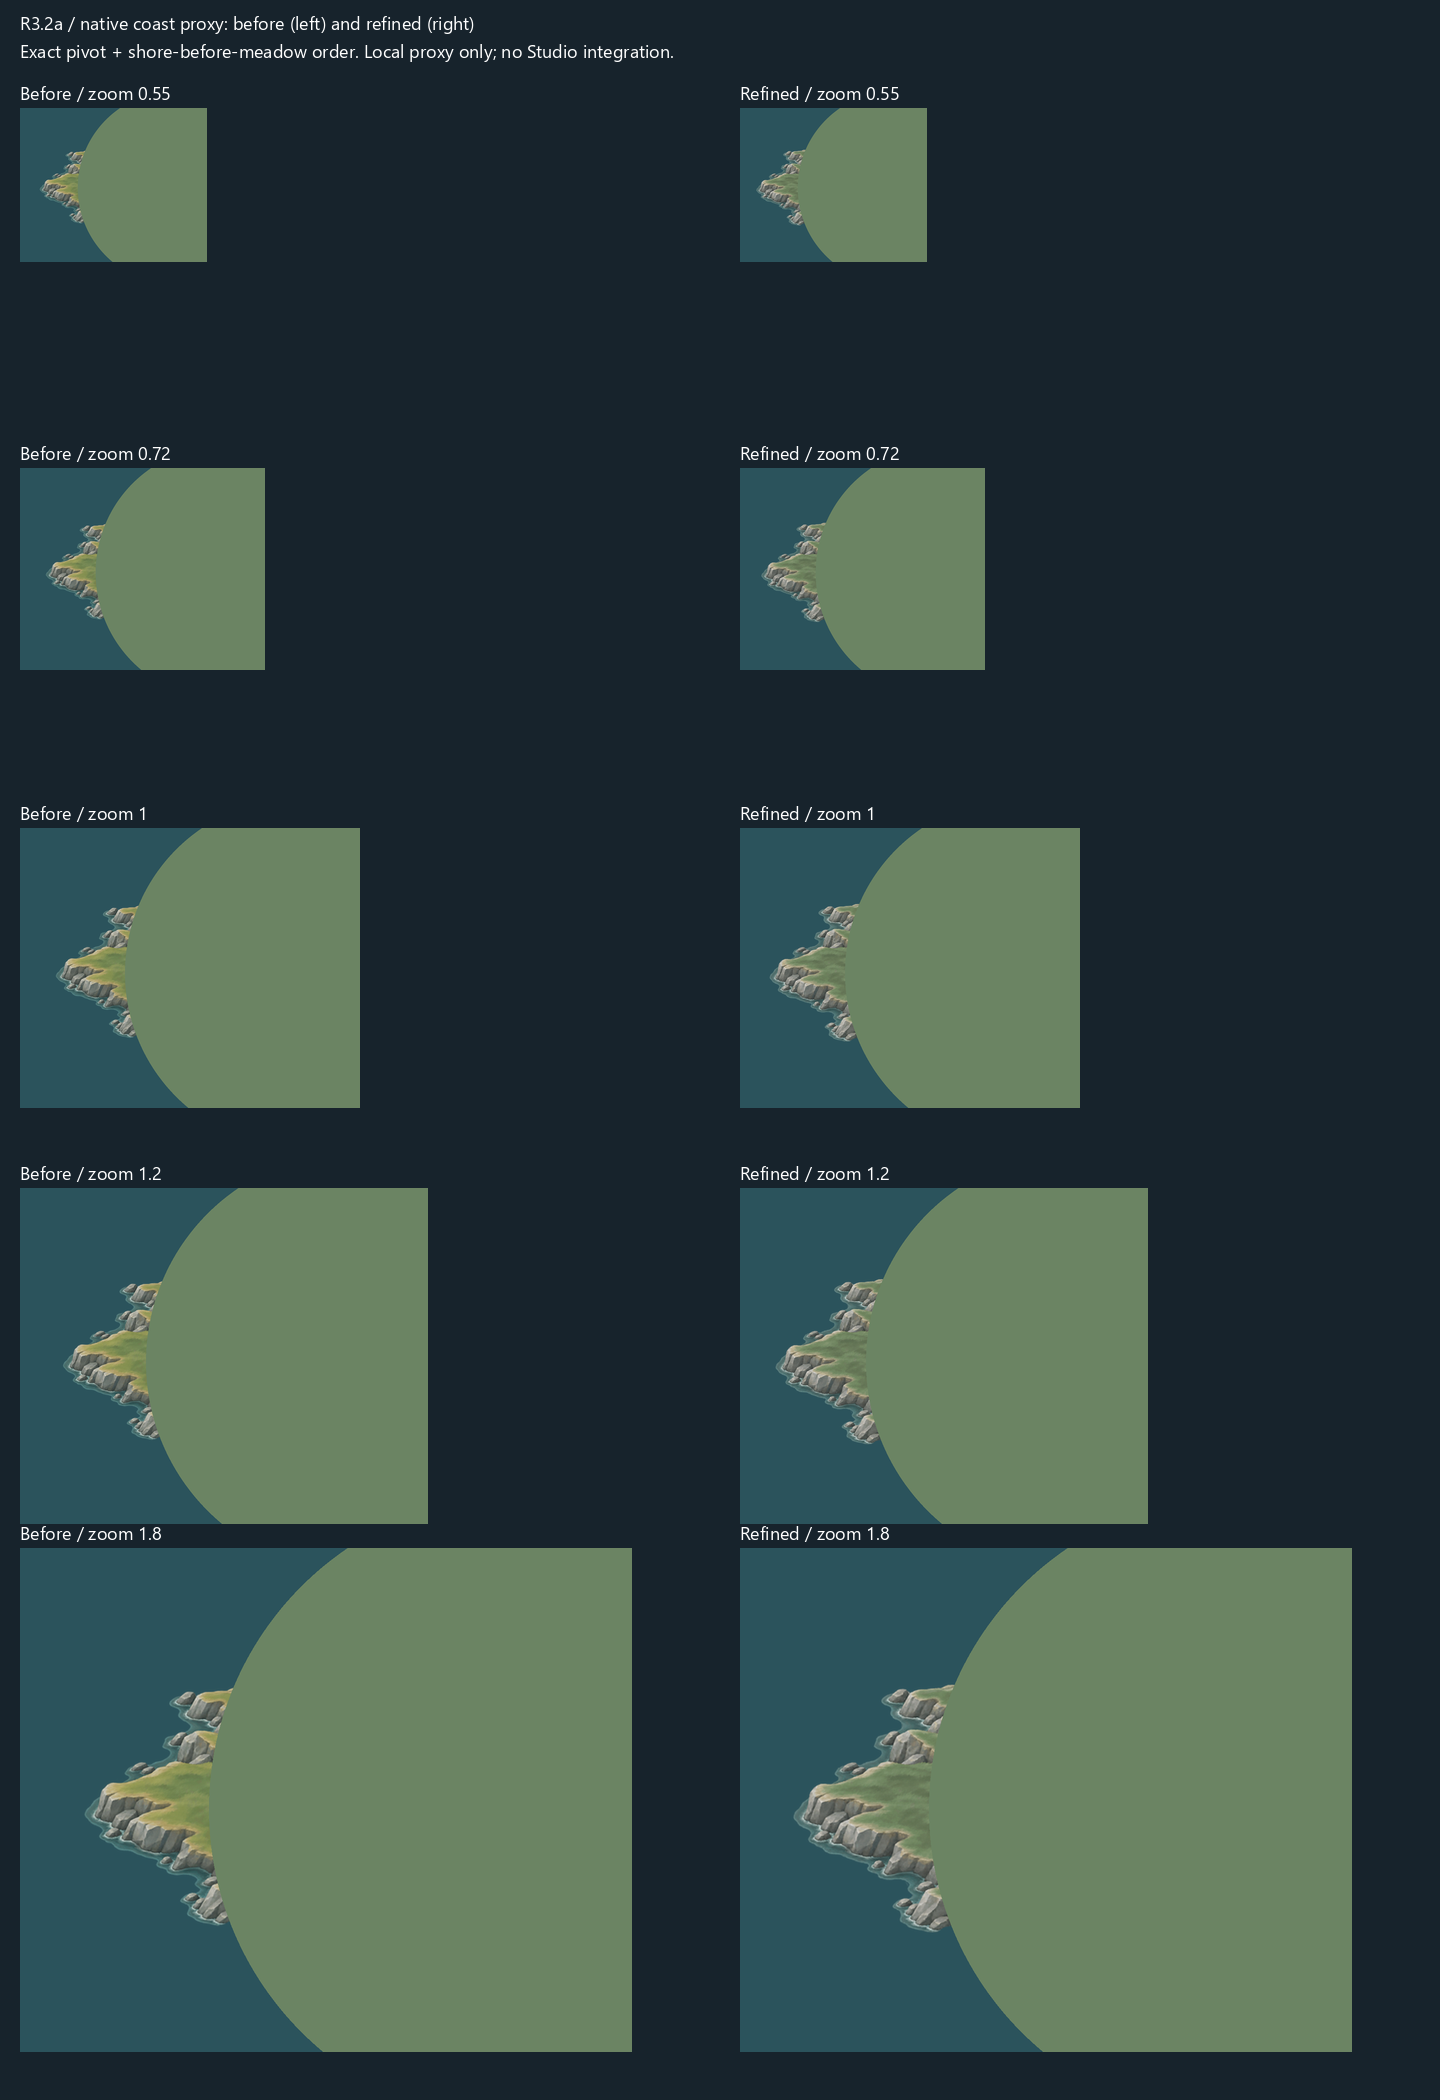 R3.2a / native coast proxy: before (left) and refined (right)
Exact pivot + shore-before-meadow order. Local proxy only; no Studio integration.
Before / zoom 0.55
Refined / zoom 0.55
Before / zoom 0.72
Refined / zoom 0.72
Before / zoom 1
Refined / zoom 1
Before / zoom 1.2
Refined / zoom 1.2
Before / zoom 1.8
Refined / zoom 1.8